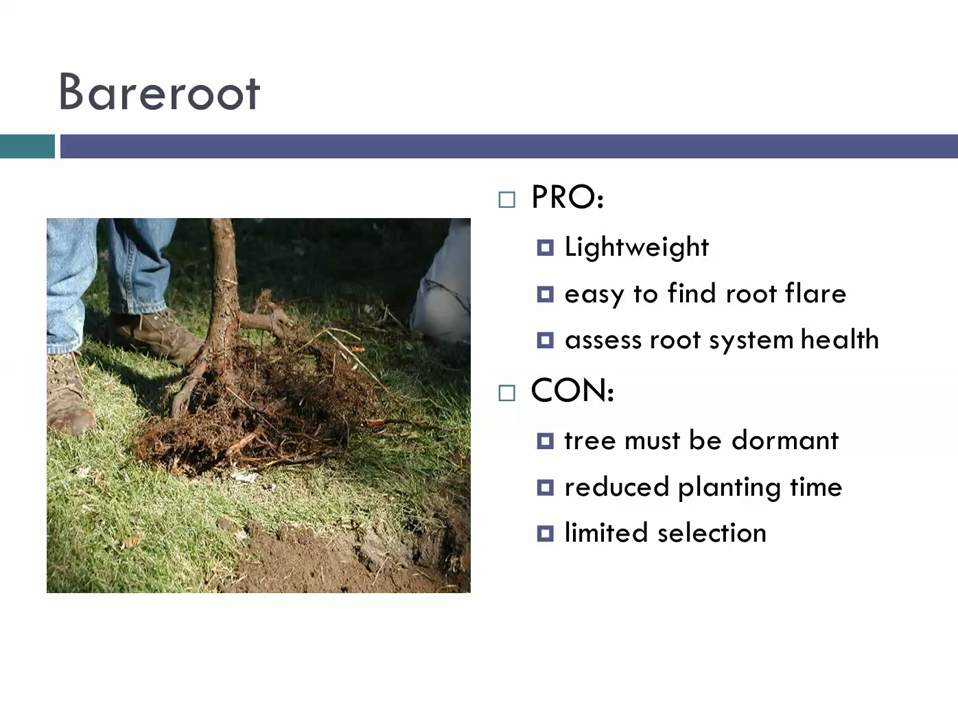 Bareroot
PRO:
Lightweight
easy to find root flare
assess root system health
CON:
tree must be dormant
reduced planting time
limited selection